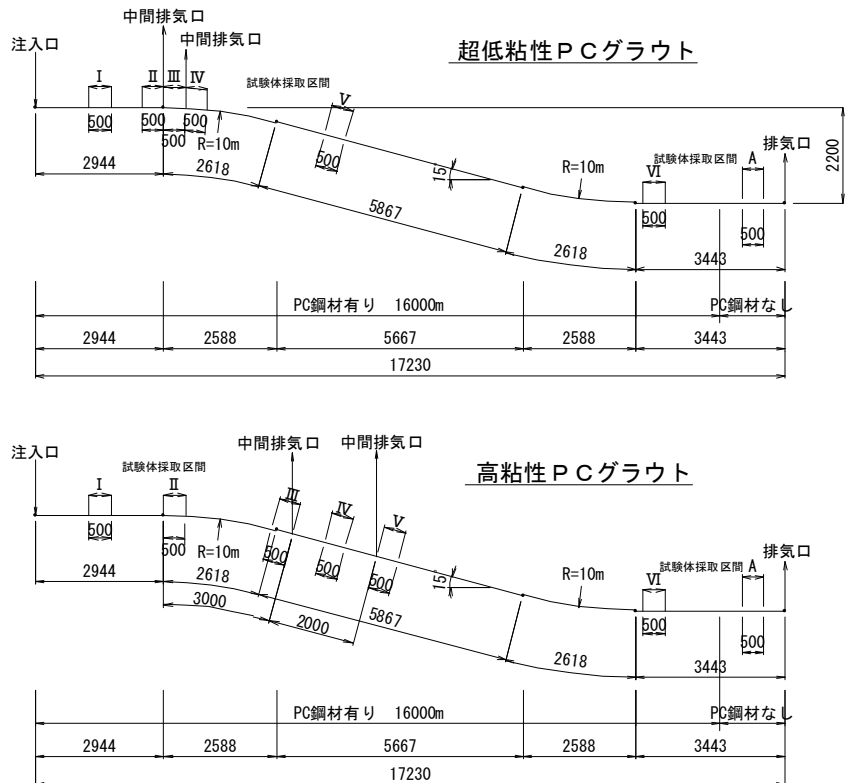 中間排気口
注入口
中間排気口
超低粘性ＰＣグラウト
Ⅰ Ⅱ Ⅲ Ⅳ 試験体採取区間
Ⅴ
500 500 500
500
R=10m
500
2944 2618
15°
5867
R=10m
2618
試験体採取区間 A
Ⅵ
排気口
2200
500
500
3443
PC鋼材有り 16000m PC鋼材なし
2944 2588 5667 2588 3443
17230
注入口
中間排気口 中間排気口
高粘性ＰＣグラウト
試験体採取区間
Ⅰ Ⅱ
Ⅲ Ⅳ Ⅴ
500 500 R=10m
500 500 500
2944 2618
3000
2000
5867
15°
R=10m
2618
試験体採取区間 A
Ⅵ
排気口
500
500
3443
PC鋼材有り 16000m PC鋼材なし
2944 2588 5667 2588 3443
17230